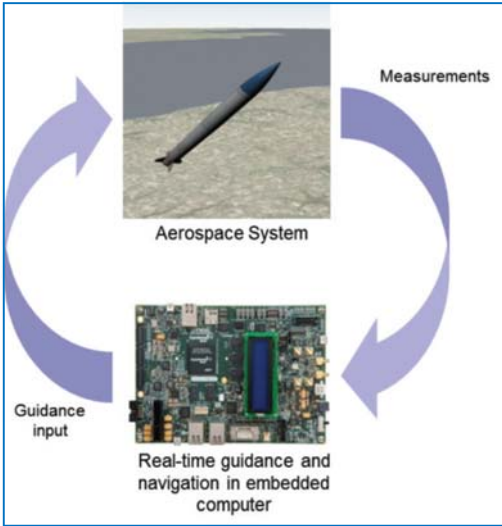 Measurements
Aerospace System
Guidance
input
Real-time guidance and
navigation in embedded
computer